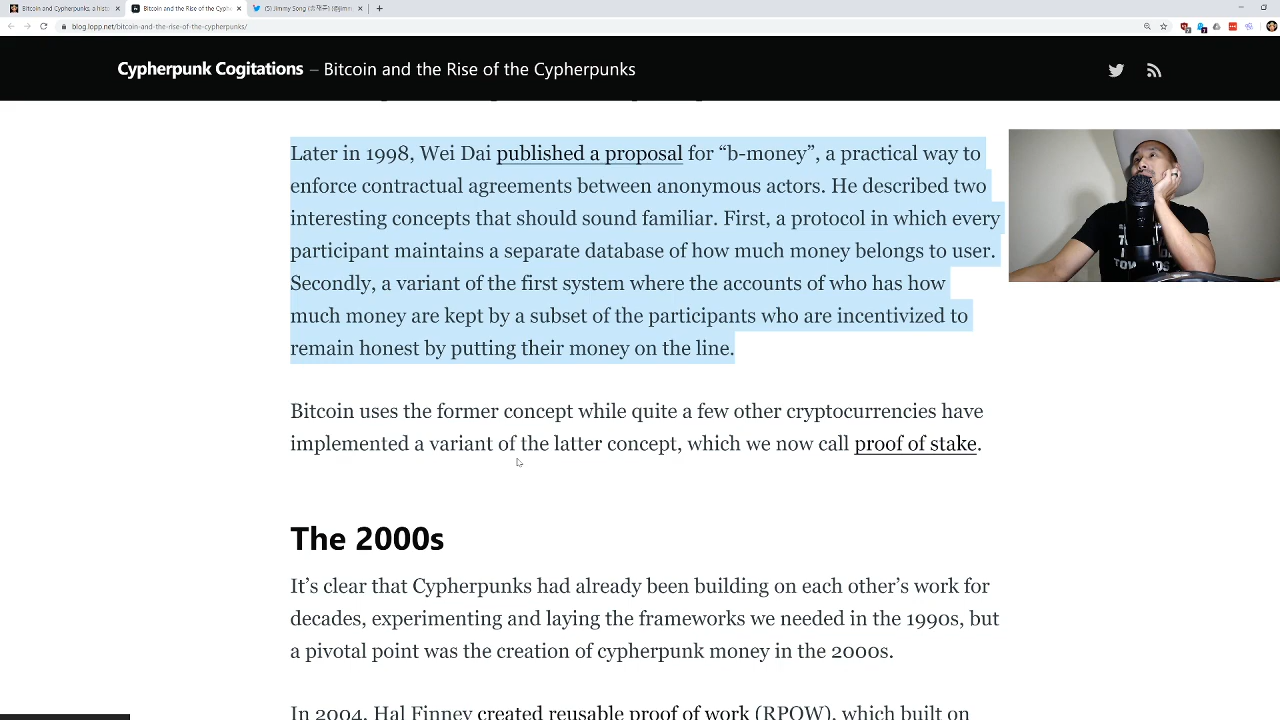 Bitcoin and Cypherpunks, a hist
Bitcoin and the Rise of the Cyphe
(5) Jimmy Song (송재준) (@jimm
blog.lopp.net/bitcoin-and-the-rise-of-the-cypherpunks/
Cypherpunk Cogitations – Bitcoin and the Rise of the Cypherpunks
Later in 1998, Wei Dai published a proposal for “b-money”, a practical way to
enforce contractual agreements between anonymous actors. He described two
interesting concepts that should sound familiar. First, a protocol in which every
participant maintains a separate database of how much money belongs to user.
Secondly, a variant of the first system where the accounts of who has how
much money are kept by a subset of the participants who are incentivized to
remain honest by putting their money on the line.
Bitcoin uses the former concept while quite a few other cryptocurrencies have
implemented a variant of the latter concept, which we now call proof of stake.
The 2000s
It’s clear that Cypherpunks had already been building on each other’s work for
decades, experimenting and laying the frameworks we needed in the 1990s, but
a pivotal point was the creation of cypherpunk money in the 2000s.
In 2004, Hal Finney created reusable proof of work (RPOW), which built on